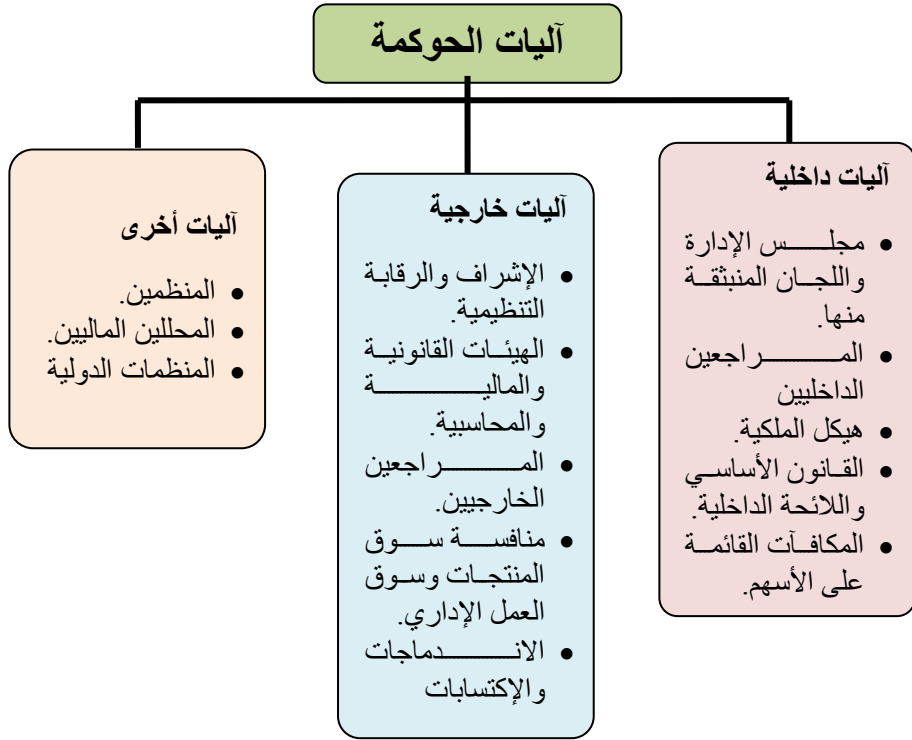 آليات الحوكمة
آليات داخلية
• مجلس الإدارة
واللجان المنبثقة
منها.
• المراجعين
الداخليين
• هيكل الملكية.
• القانون الأساسي
واللائحة الداخلية.
• المكافآت القائمة
على الأسهم.
آليات خارجية
• الإشراف والرقابة
التنظيمية.
• الهيئات القانونية
والمالية
والمحاسبية.
• المراجعين
الخارجيين.
• منافسة سوق
المنتجات وسوق
العمل الإداري.
• الاندماجات
والإكتسابات
آليات أخرى
• المنظمين.
• المحللين الماليين.
• المنظمات الدولية